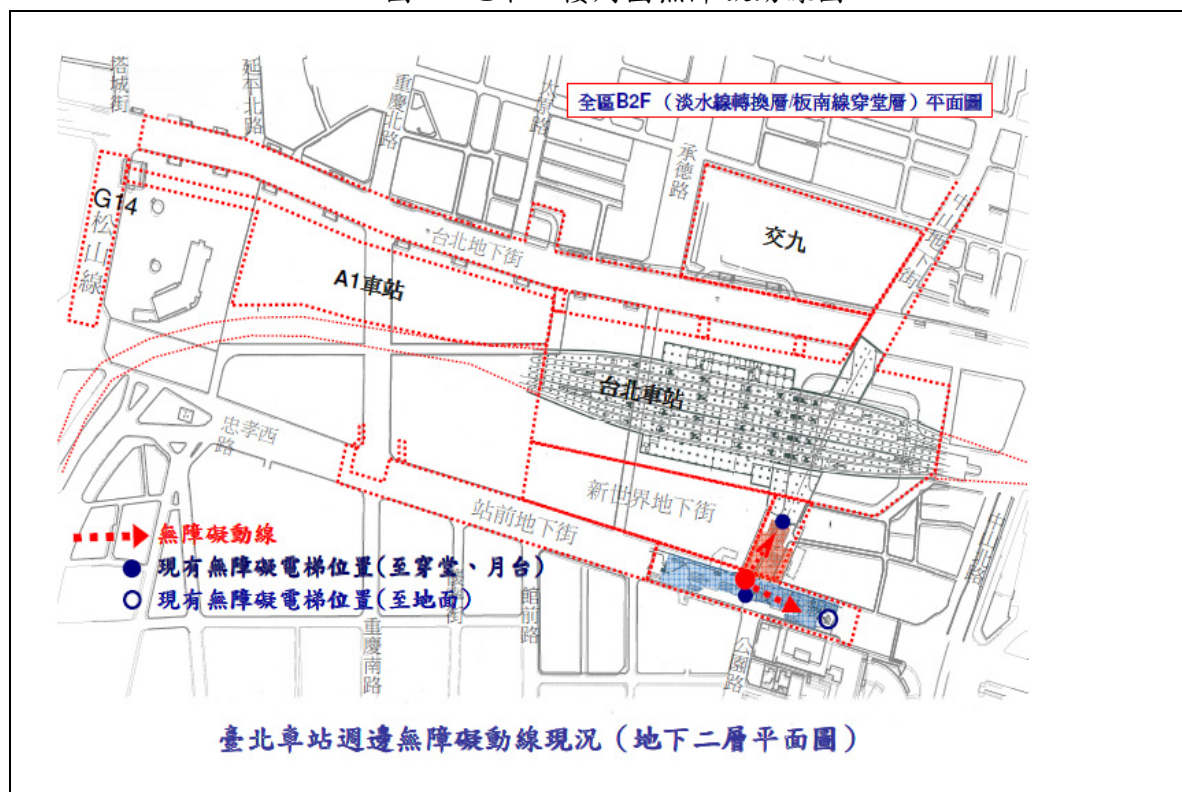 全區B2F（淡水線轉換層/板南線穿堂層）平面圖
塔城街
延平北路
重慶北路
承德路
中山地下街
G14
松山線
台北地下街
交九
A1車站
台北車站
忠孝西路
新世界地下街
站前地下街
中山北路
無障礙動線
現有無障礙電梯位置(至穿堂、月台)
現有無障礙電梯位置(至地面)
館前路
重慶南路
公園路
臺北車站週邊無障礙動線現況（地下二層平面圖）